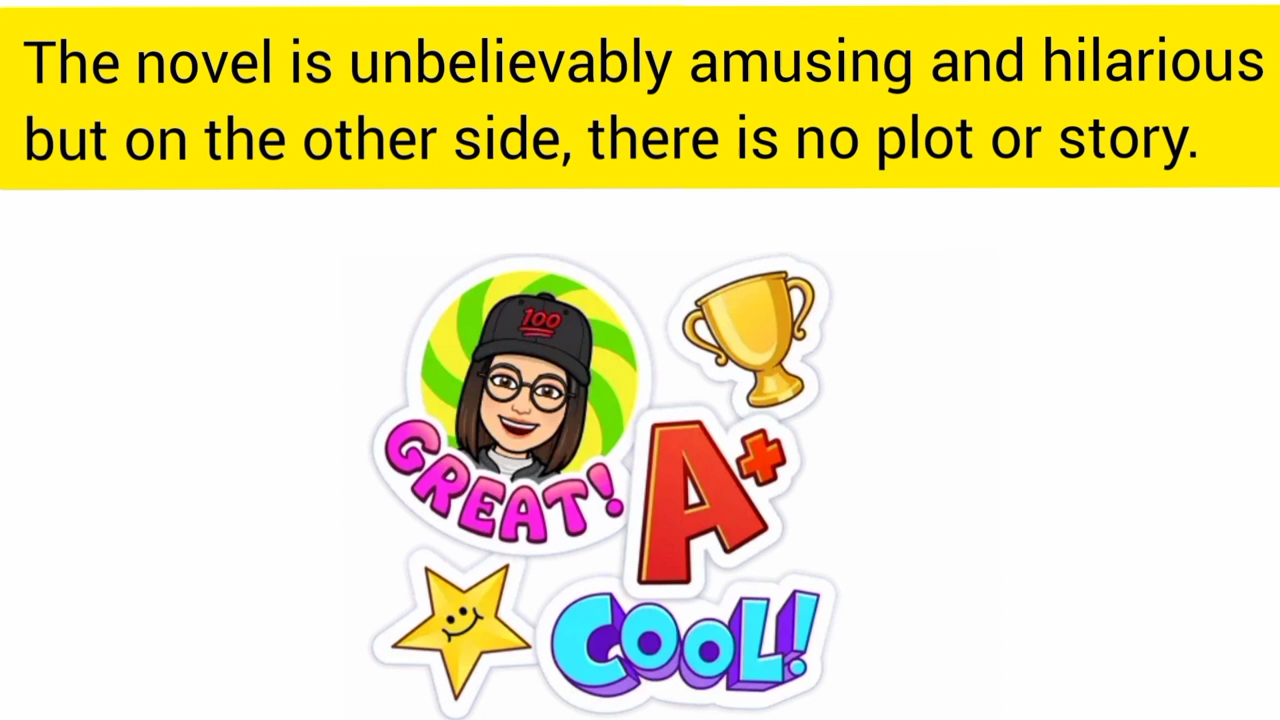 The novel is unbelievably amusing and hilarious
but on the other side, there is no plot or story.
100
GREAT!
A+
COOL!